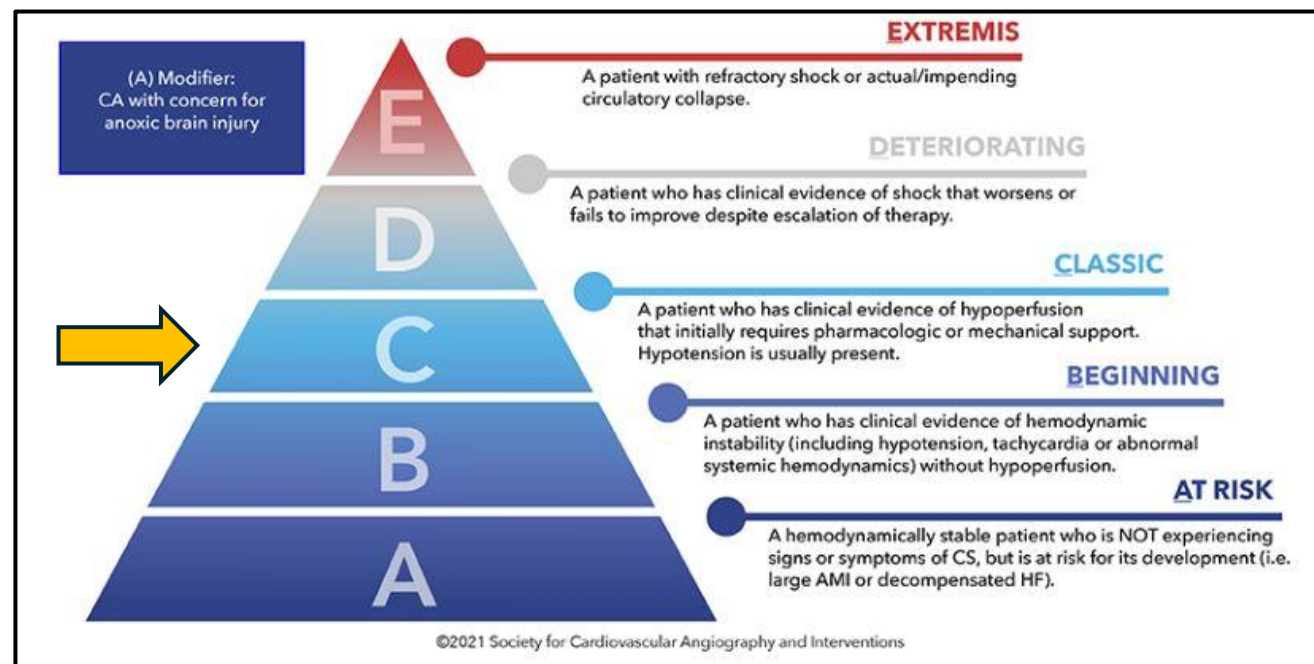 (A) Modifier:
CA with concern for
anoxic brain injury
EXTREMIS
A patient with refractory shock or actual/impending
circulatory collapse.
E
DETERIORATING
A patient who has clinical evidence of shock that worsens or
fails to improve despite escalation of therapy.
D
CLASSIC
A patient who has clinical evidence of hypoperfusion
that initially requires pharmacologic or mechanical support.
Hypotension is usually present.
C
BEGINNING
A patient who has clinical evidence of hemodynamic
instability (including hypotension, tachycardia or abnormal
systemic hemodynamics) without hypoperfusion.
B
AT RISK
A hemodynamically stable patient who is NOT experiencing
signs or symptoms of CS, but is at risk for its development (i.e.
large AMI or decompensated HF).
A
©2021 Society for Cardiovascular Angiography and Interventions